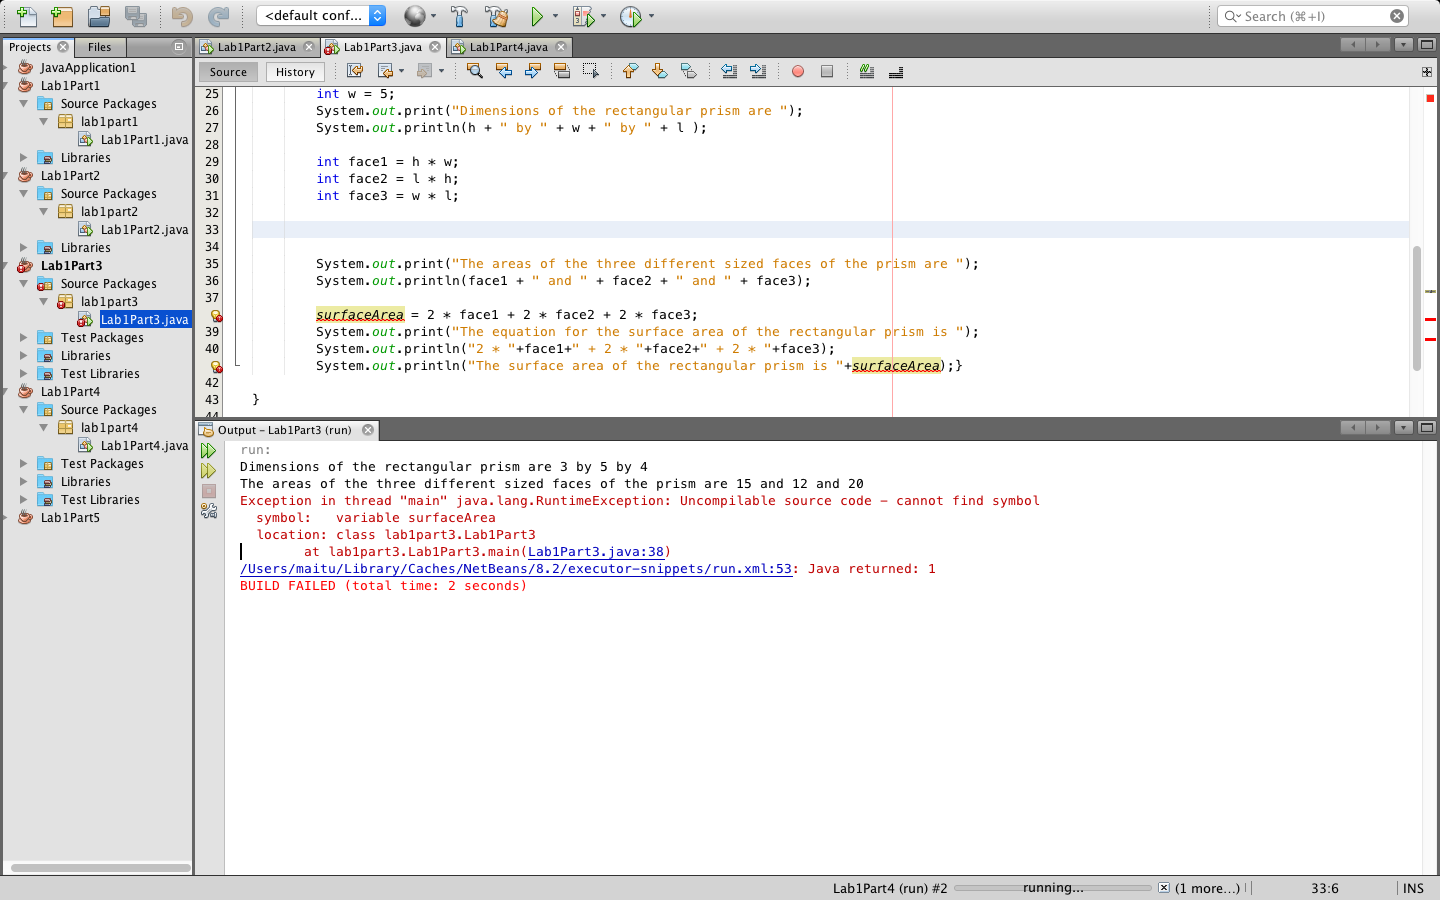 <default conf...
Search (⌘+I)
Projects
Files
Lab1Part2.java
Lab1Part3.java
Lab1Part4.java
Source
History
JavaApplication1
Lab1Part1
Source Packages
lab1part1
Lab1Part1.java
Libraries
Lab1Part2
Source Packages
lab1part2
Lab1Part2.java
Libraries
Lab1Part3
Source Packages
lab1part3
Lab1Part3.java
Test Packages
Libraries
Test Libraries
Lab1Part4
Source Packages
lab1part4
Lab1Part4.java
Test Packages
Libraries
Test Libraries
Lab1Part5
25 int w = 5;
26 System.out.print("Dimensions of the rectangular prism are ");
27 System.out.println(h + " by " + w + " by " + l );
28
29 int face1 = h * w;
30 int face2 = l * h;
31 int face3 = w * l;
32
33
34
35 System.out.print("The areas of the three different sized faces of the prism are ");
36 System.out.println(face1 + " and " + face2 + " and " + face3);
37
surfaceArea = 2 * face1 + 2 * face2 + 2 * face3;
39 System.out.println("The equation for the surface area of the rectangular prism is ");
40 System.out.println("2 * "+face1+" + 2 * "+face2+" + 2 * "+face3);
System.out.println("The surface area of the rectangular prism is "+surfaceArea);}
42
43 }
44
Output - Lab1Part3 (run)
run:
Dimensions of the rectangular prism are 3 by 5 by 4
The areas of the three different sized faces of the prism are 15 and 12 and 20
Exception in thread "main" java.lang.RuntimeException: Uncompilable source code - cannot find symbol
symbol: variable surfaceArea
location: class lab1part3.Lab1Part3
at lab1part3.Lab1Part3.main(Lab1Part3.java:38)
/Users/maitu/Library/Caches/NetBeans/8.2/executor-snippets/run.xml:53: Java returned: 1
BUILD FAILED (total time: 2 seconds)
Lab1Part4 (run) #2
running...
(1 more...)
33:6
INS